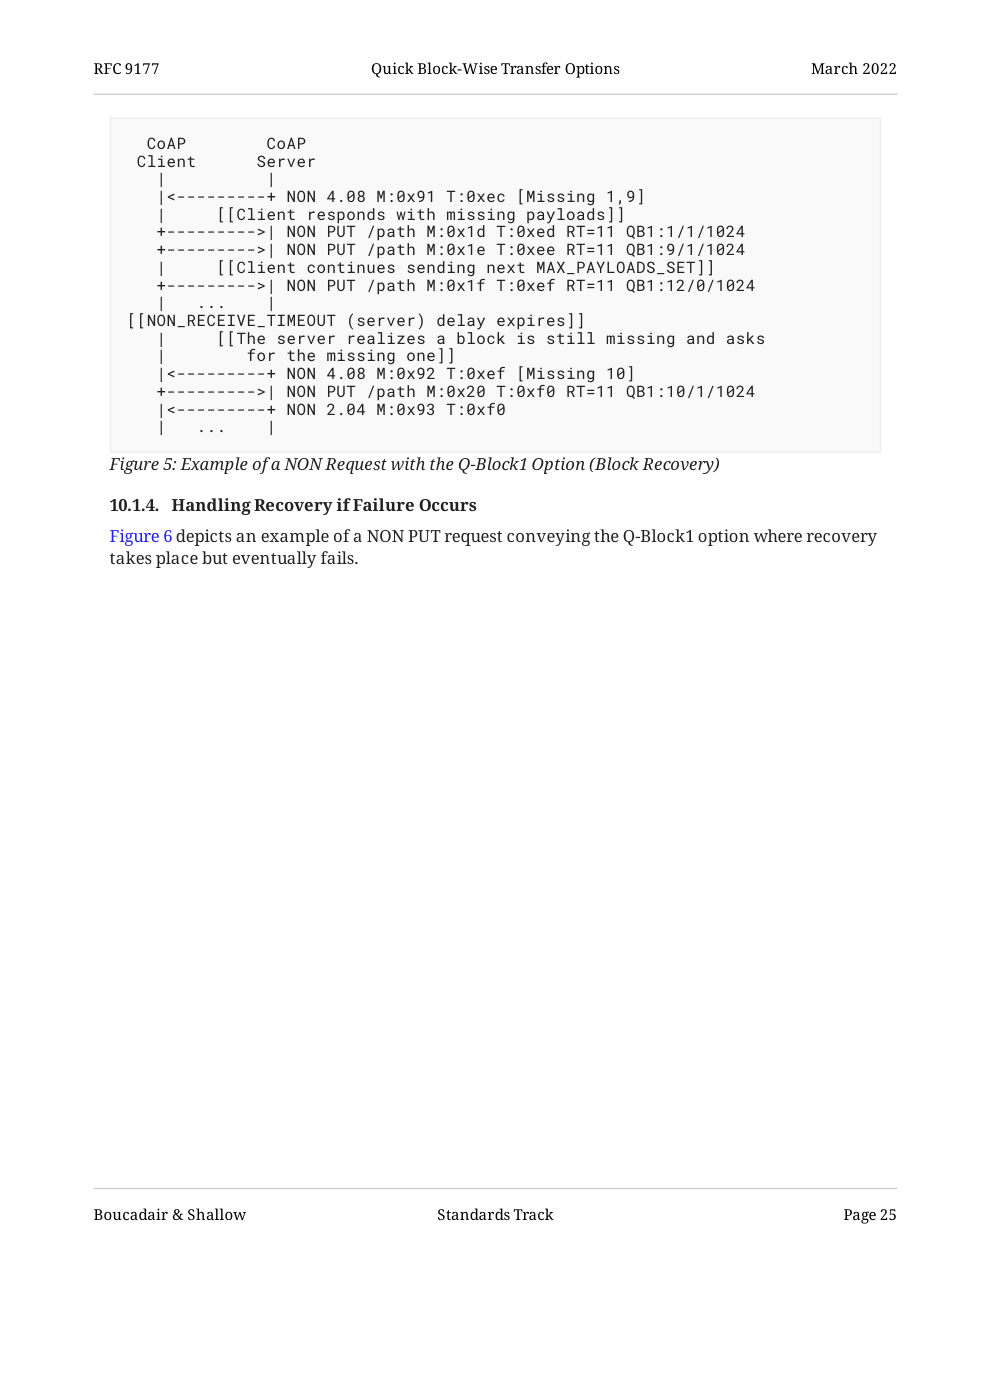 RFC 9177 Quick Block-Wise Transfer Options March 2022
  CoAP        CoAP
 Client      Server
   |          |
   |<---------+ NON 4.08 M:0x91 T:0xec [Missing 1,9]
   |     [[Client responds with missing payloads]]
   +--------->| NON PUT /path M:0x1d T:0xed RT=11 QB1:1/1/1024
   +--------->| NON PUT /path M:0x1e T:0xee RT=11 QB1:9/1/1024
   |     [[Client continues sending next MAX_PAYLOADS_SET]]
   +--------->| NON PUT /path M:0x1f T:0xef RT=11 QB1:12/0/1024
   |   ...    |
[[NON_RECEIVE_TIMEOUT (server) delay expires]]
   |     [[The server realizes a block is still missing and asks
   |        for the missing one]]
   |<---------+ NON 4.08 M:0x92 T:0xef [Missing 10]
   +--------->| NON PUT /path M:0x20 T:0xf0 RT=11 QB1:10/1/1024
   |<---------+ NON 2.04 M:0x93 T:0xf0
   |   ...    |
Figure 5: Example of a NON Request with the Q-Block1 Option (Block Recovery)
10.1.4. Handling Recovery if Failure Occurs
Figure 6 depicts an example of a NON PUT request conveying the Q-Block1 option where recovery
takes place but eventually fails.
Boucadair & Shallow Standards Track Page 25